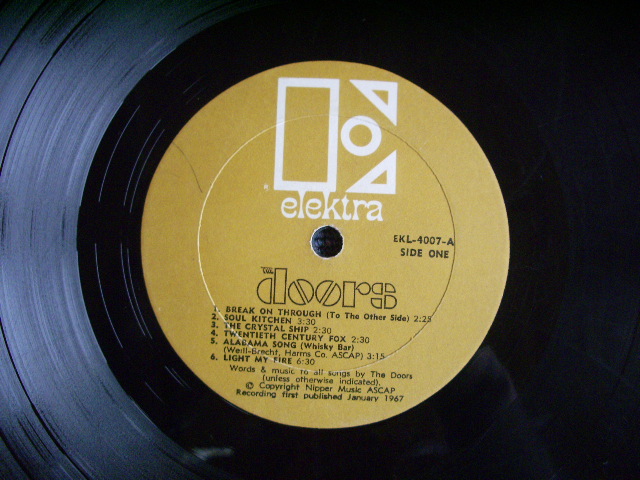 elektra
EKL-4007-A
SIDE ONE
THE
doors
1. BREAK ON THROUGH (To The Other Side) 2:25
2. SOUL KITCHEN 3:30
3. THE CRYSTAL SHIP 2:30
4. TWENTIETH CENTURY FOX 2:30
5. ALABAMA SONG (Whisky Bar)
(Weill-Brecht, Harms Co. ASCAP) 3:15
6. LIGHT MY FIRE 6:30
Words & music to all songs by The Doors
(unless otherwise indicated).
© Copyright Nipper Music ASCAP
Recording first published January 1967